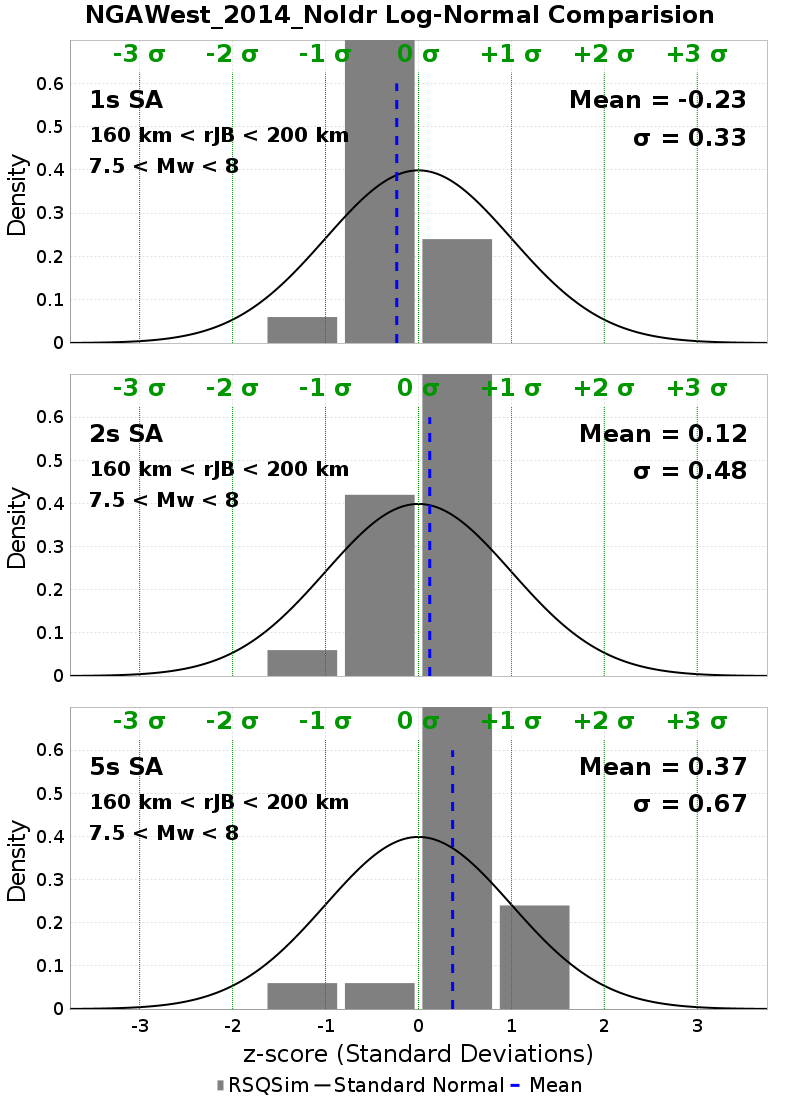 NGAWest_2014_NoIdr Log-Normal Comparision
-3 σ -2 σ -1 σ 0 σ +1 σ +2 σ +3 σ
0.6
1s SA Mean = -0.23
0.5
160 km < rJB < 200 km σ = 0.33
0.4
7.5 < Mw < 8
0.3
0.2
0.1
0
Density
-3 σ -2 σ -1 σ 0 σ +1 σ +2 σ +3 σ
0.6
2s SA Mean = 0.12
0.5
160 km < rJB < 200 km σ = 0.48
0.4
7.5 < Mw < 8
0.3
0.2
0.1
0
Density
-3 σ -2 σ -1 σ 0 σ +1 σ +2 σ +3 σ
0.6
5s SA Mean = 0.37
0.5
160 km < rJB < 200 km σ = 0.67
0.4
7.5 < Mw < 8
0.3
0.2
0.1
0
Density
-3 -2 -1 0 1 2 3
z-score (Standard Deviations)
RSQSim Standard Normal Mean